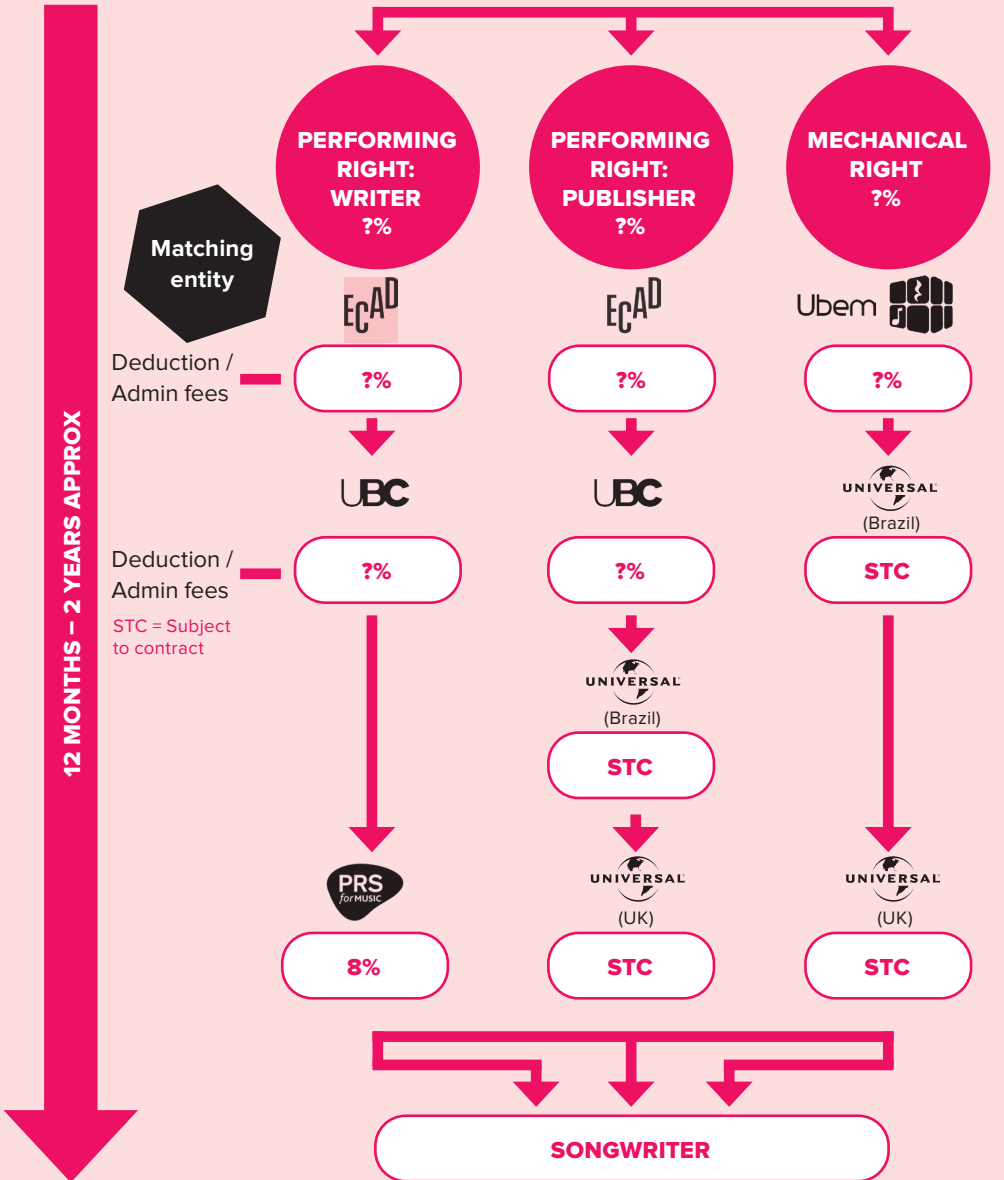 PERFORMING
RIGHT:
WRITER
?%
PERFORMING
RIGHT:
PUBLISHER
?%
MECHANICAL
RIGHT
?%
Matching
entity
ECAD
ECAD
Ubem
Deduction /
Admin fees
?%
?%
?%
UBC
UBC
UNIVERSAL
(Brazil)
Deduction /
Admin fees
?%
?%
STC
STC = Subject
to contract
UNIVERSAL
(Brazil)
STC
PRS
for MUSIC
UNIVERSAL
(UK)
UNIVERSAL
(UK)
8%
STC
STC
SONGWRITER
12 MONTHS – 2 YEARS APPROX